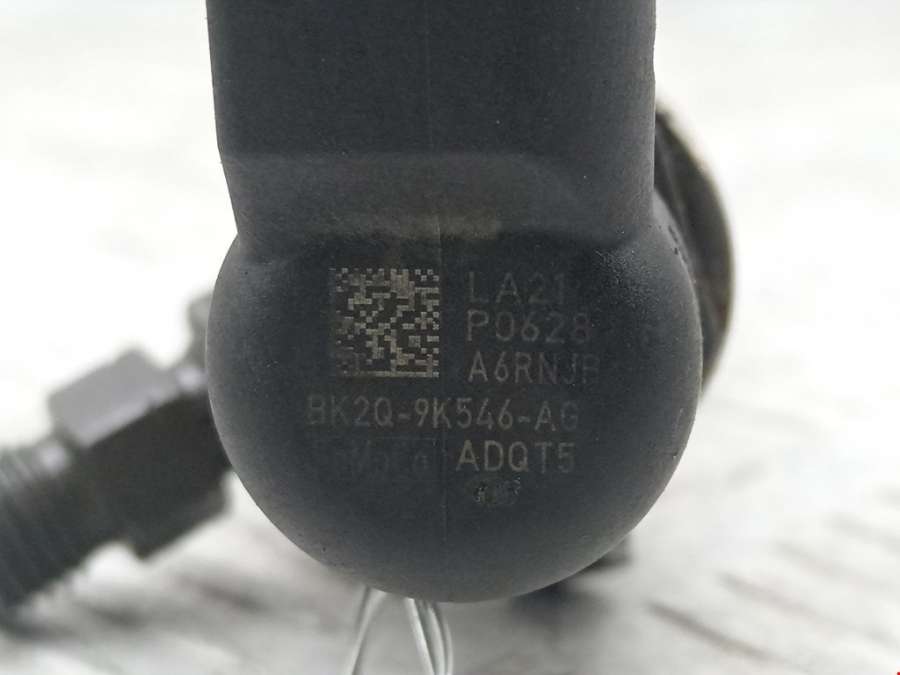 LA21
P0628
A6RNJB
BK2Q-9K546-AG
ADQT5